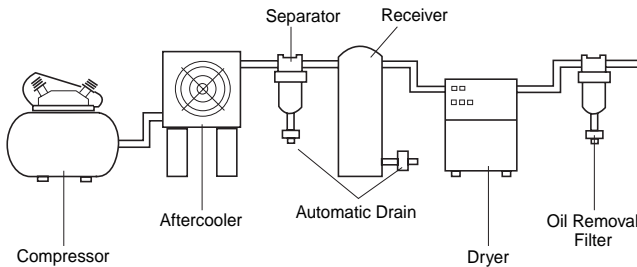 Separator
Receiver
Aftercooler
Automatic Drain
Oil Removal
Filter
Compressor
Dryer